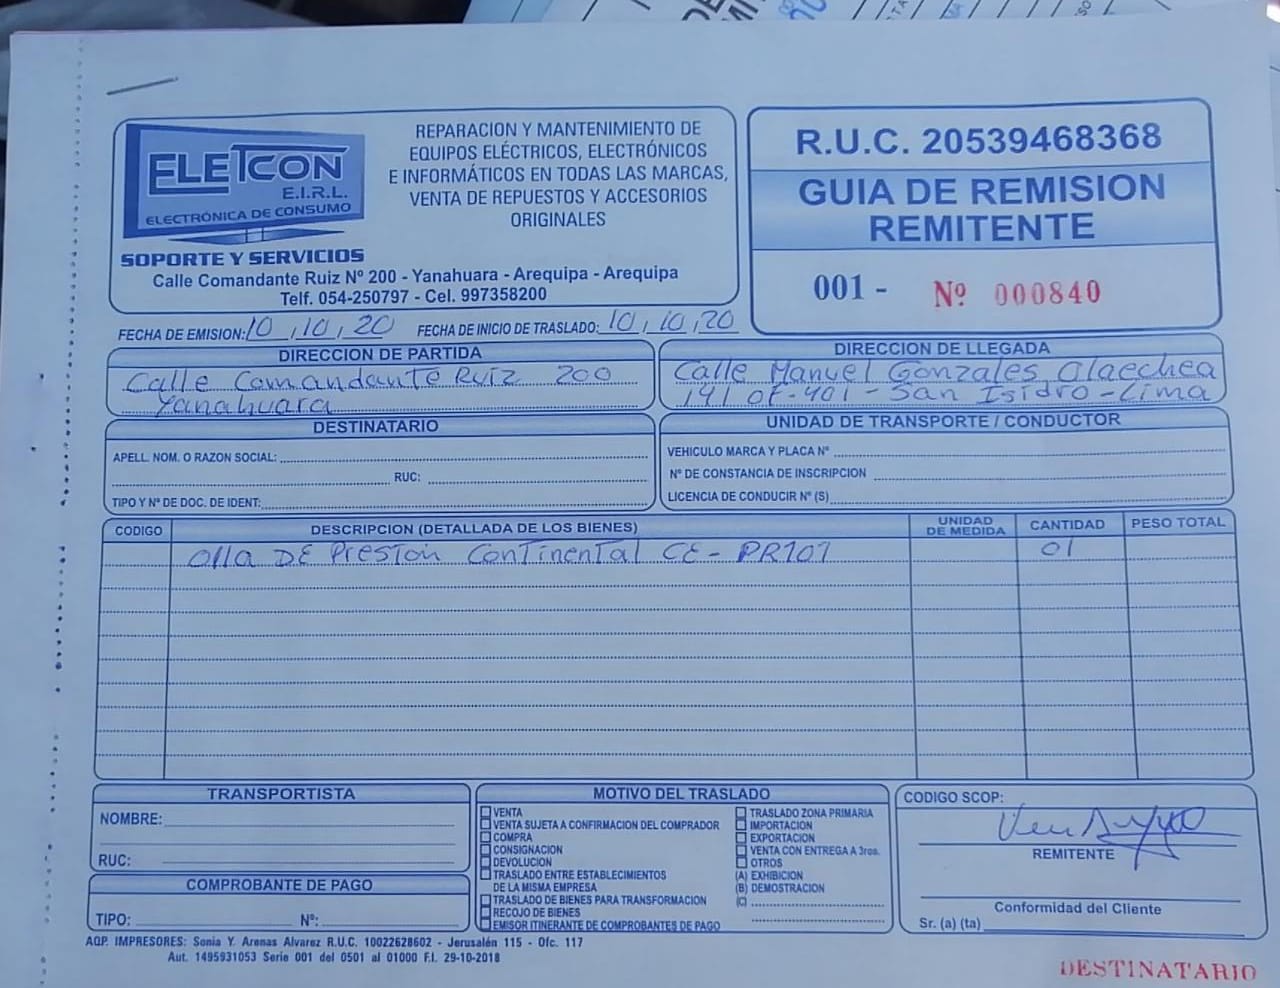 ELETCON
E.I.R.L.
ELECTRÓNICA DE CONSUMO
SOPORTE Y SERVICIOS
REPARACION Y MANTENIMIENTO DE
EQUIPOS ELÉCTRICOS, ELECTRÓNICOS
E INFORMÁTICOS EN TODAS LAS MARCAS,
VENTA DE REPUESTOS Y ACCESORIOS
ORIGINALES
Calle Comandante Ruiz Nº 200 - Yanahuara - Arequipa - Arequipa
Telf. 054-250797 - Cel. 997358200
R.U.C. 20539468368
GUIA DE REMISION
REMITENTE
001 - Nº 000840
FECHA DE EMISION: 10, 10, 20 FECHA DE INICIO DE TRASLADO: 10, 10, 20
DIRECCION DE PARTIDA
Calle Comandante Ruiz 200
Yanahuara
DIRECCION DE LLEGADA
Calle Manuel Gonzales Olaechea
191 OF-401 - San Isidro - Lima
DESTINATARIO
APELL. NOM. O RAZON SOCIAL:
RUC:
TIPO Y Nº DE DOC. DE IDENT:
UNIDAD DE TRANSPORTE / CONDUCTOR
VEHICULO MARCA Y PLACA Nº
Nº DE CONSTANCIA DE INSCRIPCION
LICENCIA DE CONDUCIR Nº (S)
CODIGO DESCRIPCION (DETALLADA DE LOS BIENES) UNIDAD DE MEDIDA CANTIDAD PESO TOTAL
Olla DE Presion Continental CE-PR101 01
TRANSPORTISTA
NOMBRE:
RUC:
COMPROBANTE DE PAGO
TIPO: Nº:
MOTIVO DEL TRASLADO
VENTA
VENTA SUJETA A CONFIRMACION DEL COMPRADOR
COMPRA
CONSIGNACION
DEVOLUCION
TRASLADO ENTRE ESTABLECIMIENTOS
DE LA MISMA EMPRESA
TRASLADO DE BIENES PARA TRANSFORMACION
RECOJO DE BIENES
EMISOR ITINERANTE DE COMPROBANTES DE PAGO
TRASLADO ZONA PRIMARIA
IMPORTACION
EXPORTACION
VENTA CON ENTREGA A 3ros.
OTROS
(A) EXHIBICION
(B) DEMOSTRACION
(C)
CODIGO SCOP:
REMITENTE
Conformidad del Cliente
Sr. (a) (ta)
AQP. IMPRESORES: Sonia Y. Arenas Alvarez R.U.C. 10022628602 - Jerusalén 115 - Ofc. 117
Aut. 1495931053 Serie 001 del 0501 al 01000 F.I. 29-10-2018
DESTINATARIO